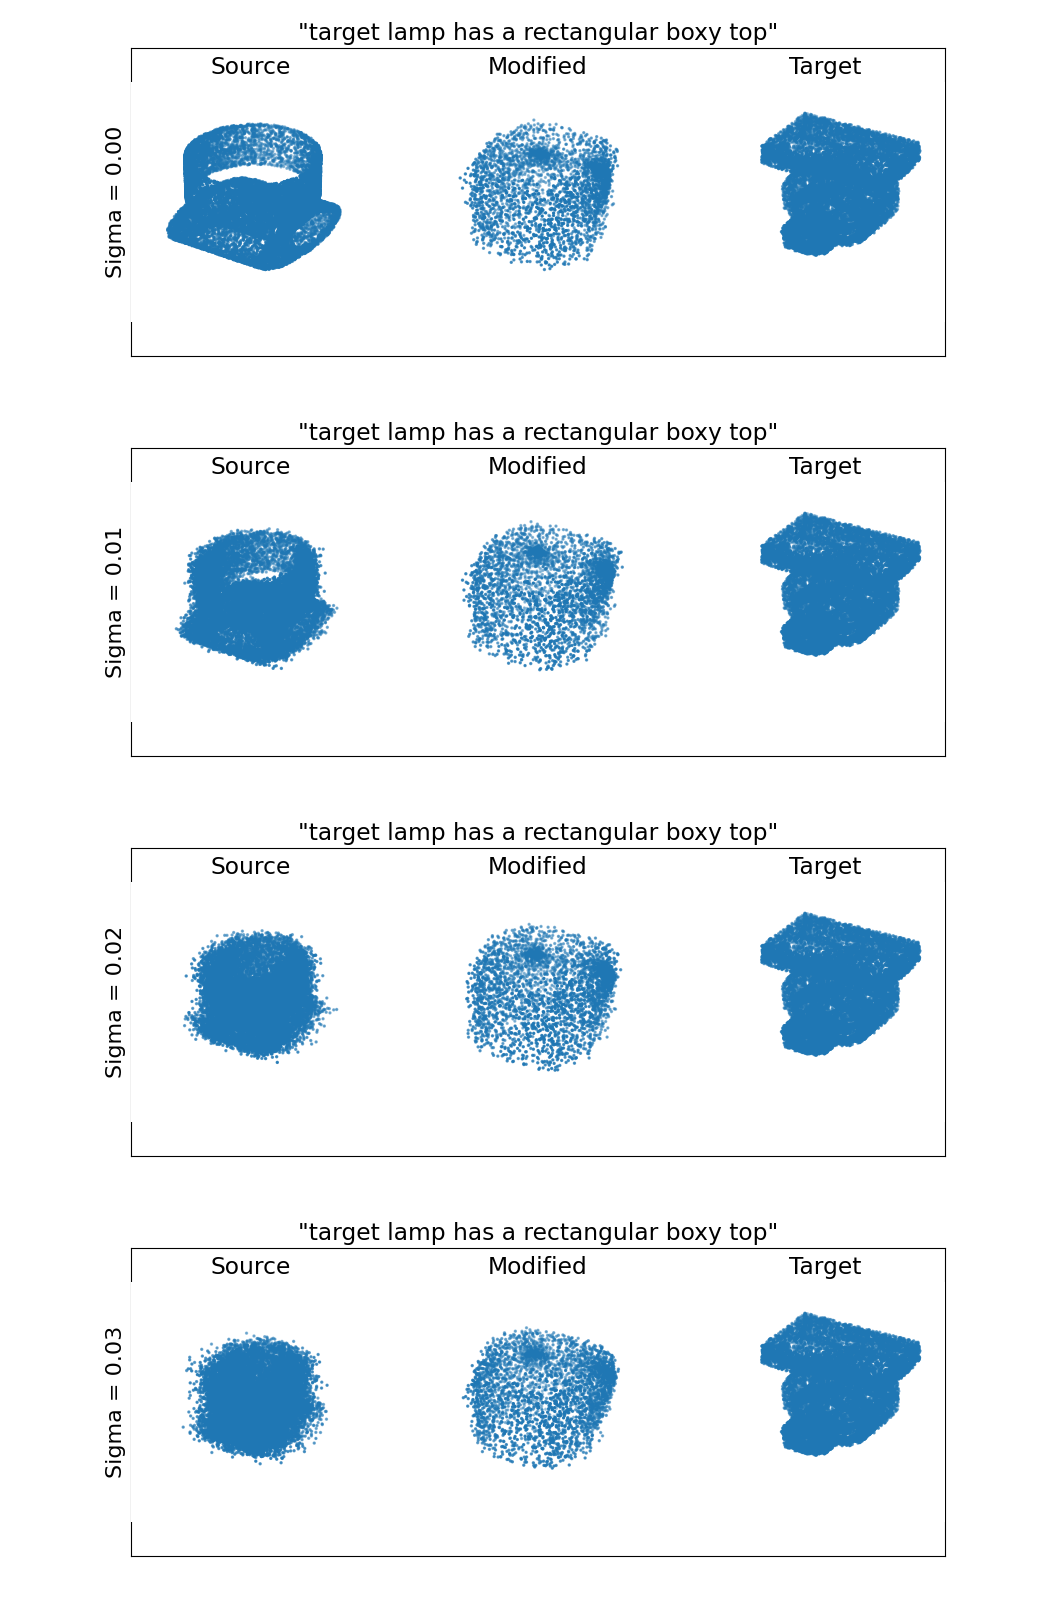 "target lamp has a rectangular boxy top"
Source Modified Target
Sigma = 0.00
"target lamp has a rectangular boxy top"
Source Modified Target
Sigma = 0.01
"target lamp has a rectangular boxy top"
Source Modified Target
Sigma = 0.02
"target lamp has a rectangular boxy top"
Source Modified Target
Sigma = 0.03